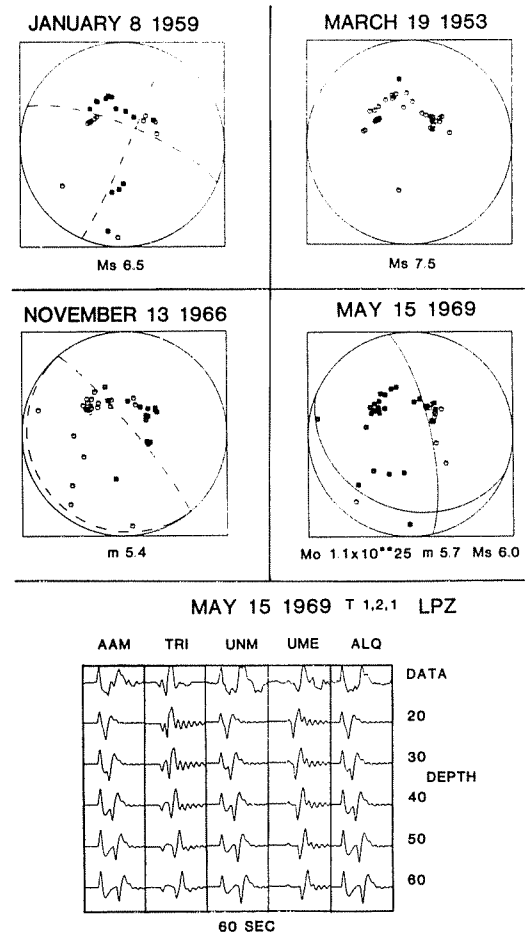 JANUARY 8 1959
MARCH 19 1953
Ms 6.5
Ms 7.5
NOVEMBER 13 1966
MAY 15 1969
m 5.4
Mo 1.1x10**25 m 5.7 Ms 6.0
MAY 15 1969 T 1,2,1 LPZ
AAM TRI UNM UME ALQ
DATA
20
30
DEPTH
40
50
60
60 SEC